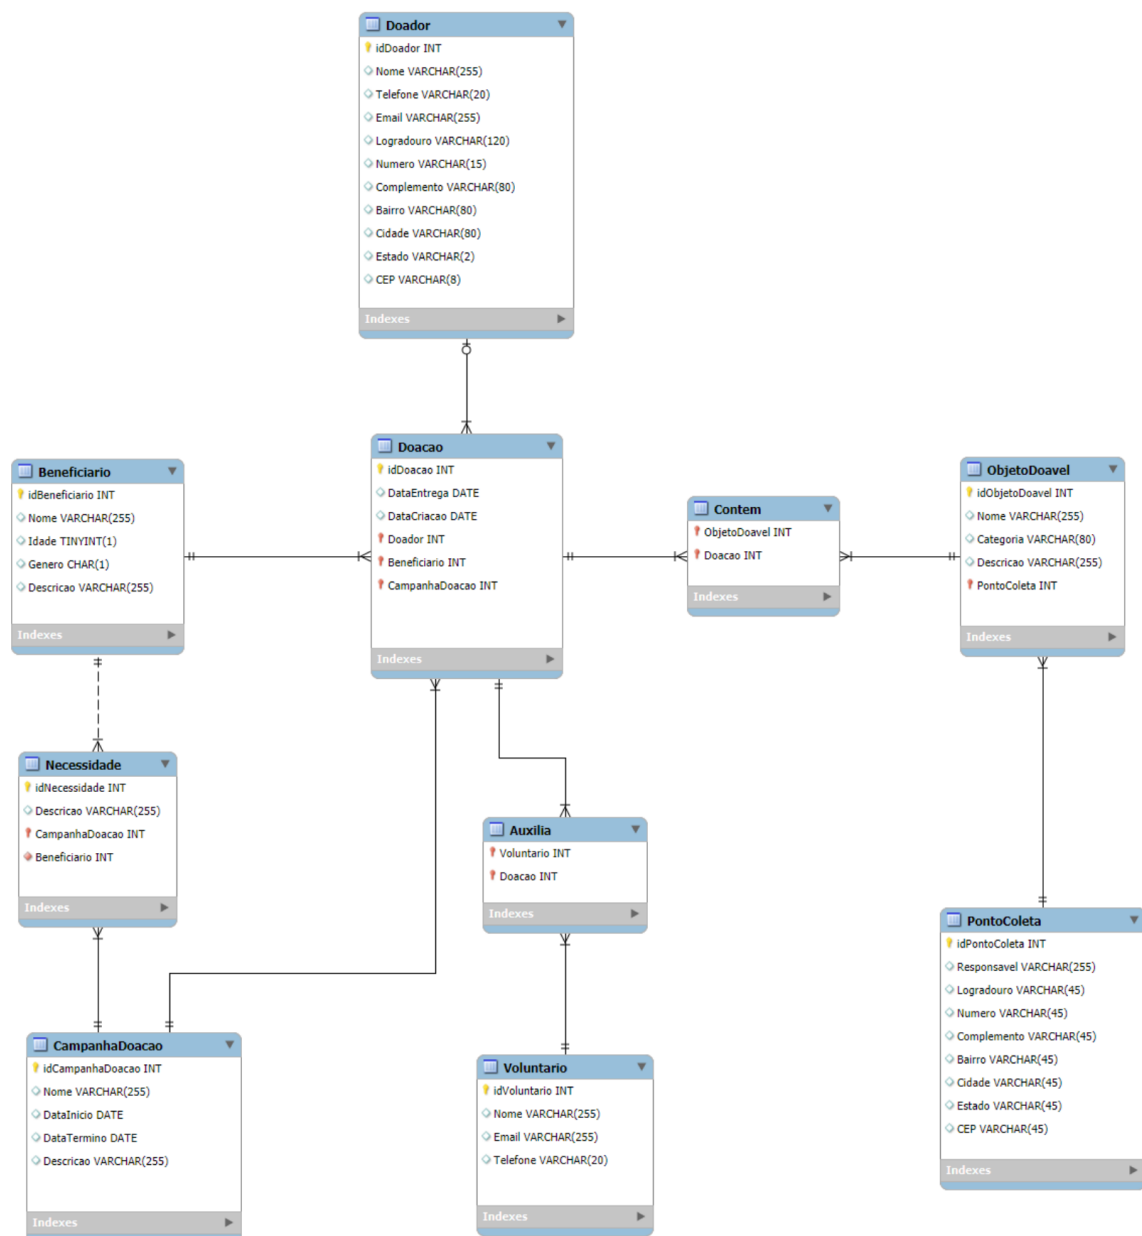 Doador
idDoador INT
Nome VARCHAR(255)
Telefone VARCHAR(20)
Email VARCHAR(255)
Logradouro VARCHAR(120)
Numero VARCHAR(15)
Complemento VARCHAR(80)
Bairro VARCHAR(80)
Cidade VARCHAR(80)
Estado VARCHAR(2)
CEP VARCHAR(8)
Indexes
Beneficiario
idBeneficiario INT
Nome VARCHAR(255)
Idade TINYINT(1)
Genero CHAR(1)
Descricao VARCHAR(255)
Indexes
Doacao
idDoacao INT
DataEntrega DATE
DataCriacao DATE
Doador INT
Beneficiario INT
CampanhaDoacao INT
Indexes
Contem
ObjetoDoavel INT
Doacao INT
Indexes
ObjetoDoavel
idObjetoDoavel INT
Nome VARCHAR(255)
Categoria VARCHAR(80)
Descricao VARCHAR(255)
PontoColeta INT
Indexes
Necessidade
idNecessidade INT
Descricao VARCHAR(255)
CampanhaDoacao INT
Beneficiario INT
Indexes
Auxilia
Voluntario INT
Doacao INT
Indexes
PontoColeta
idPontoColeta INT
Responsavel VARCHAR(255)
Logradouro VARCHAR(45)
Numero VARCHAR(45)
Complemento VARCHAR(45)
Bairro VARCHAR(45)
Cidade VARCHAR(45)
Estado VARCHAR(45)
CEP VARCHAR(45)
Indexes
CampanhaDoacao
idCampanhaDoacao INT
Nome VARCHAR(255)
DataInicio DATE
DataTermino DATE
Descricao VARCHAR(255)
Indexes
Voluntario
idVoluntario INT
Nome VARCHAR(255)
Email VARCHAR(255)
Telefone VARCHAR(20)
Indexes